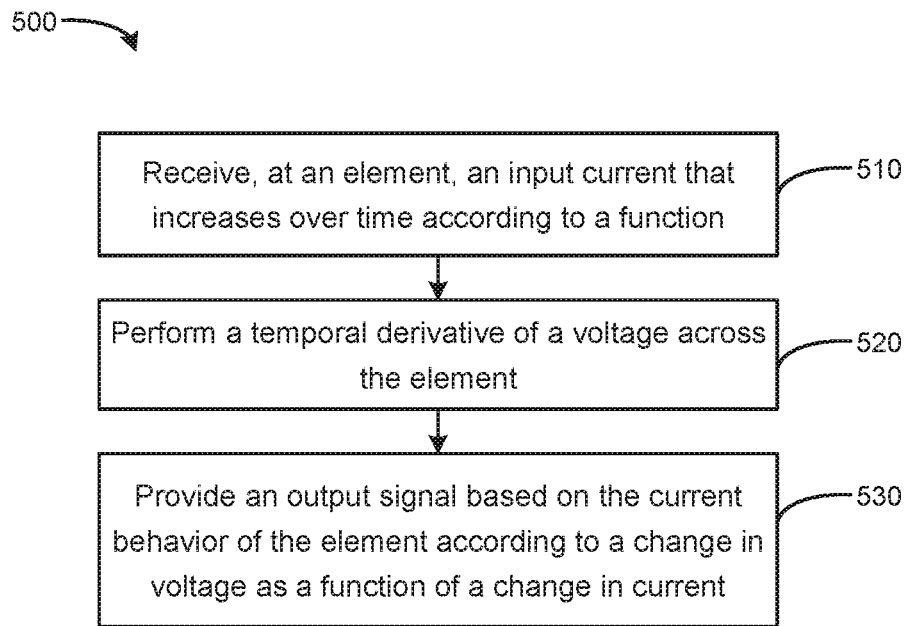 500
Receive, at an element, an input current that
increases over time according to a function
510
Perform a temporal derivative of a voltage across
the element
520
Provide an output signal based on the current
behavior of the element according to a change in
voltage as a function of a change in current
530